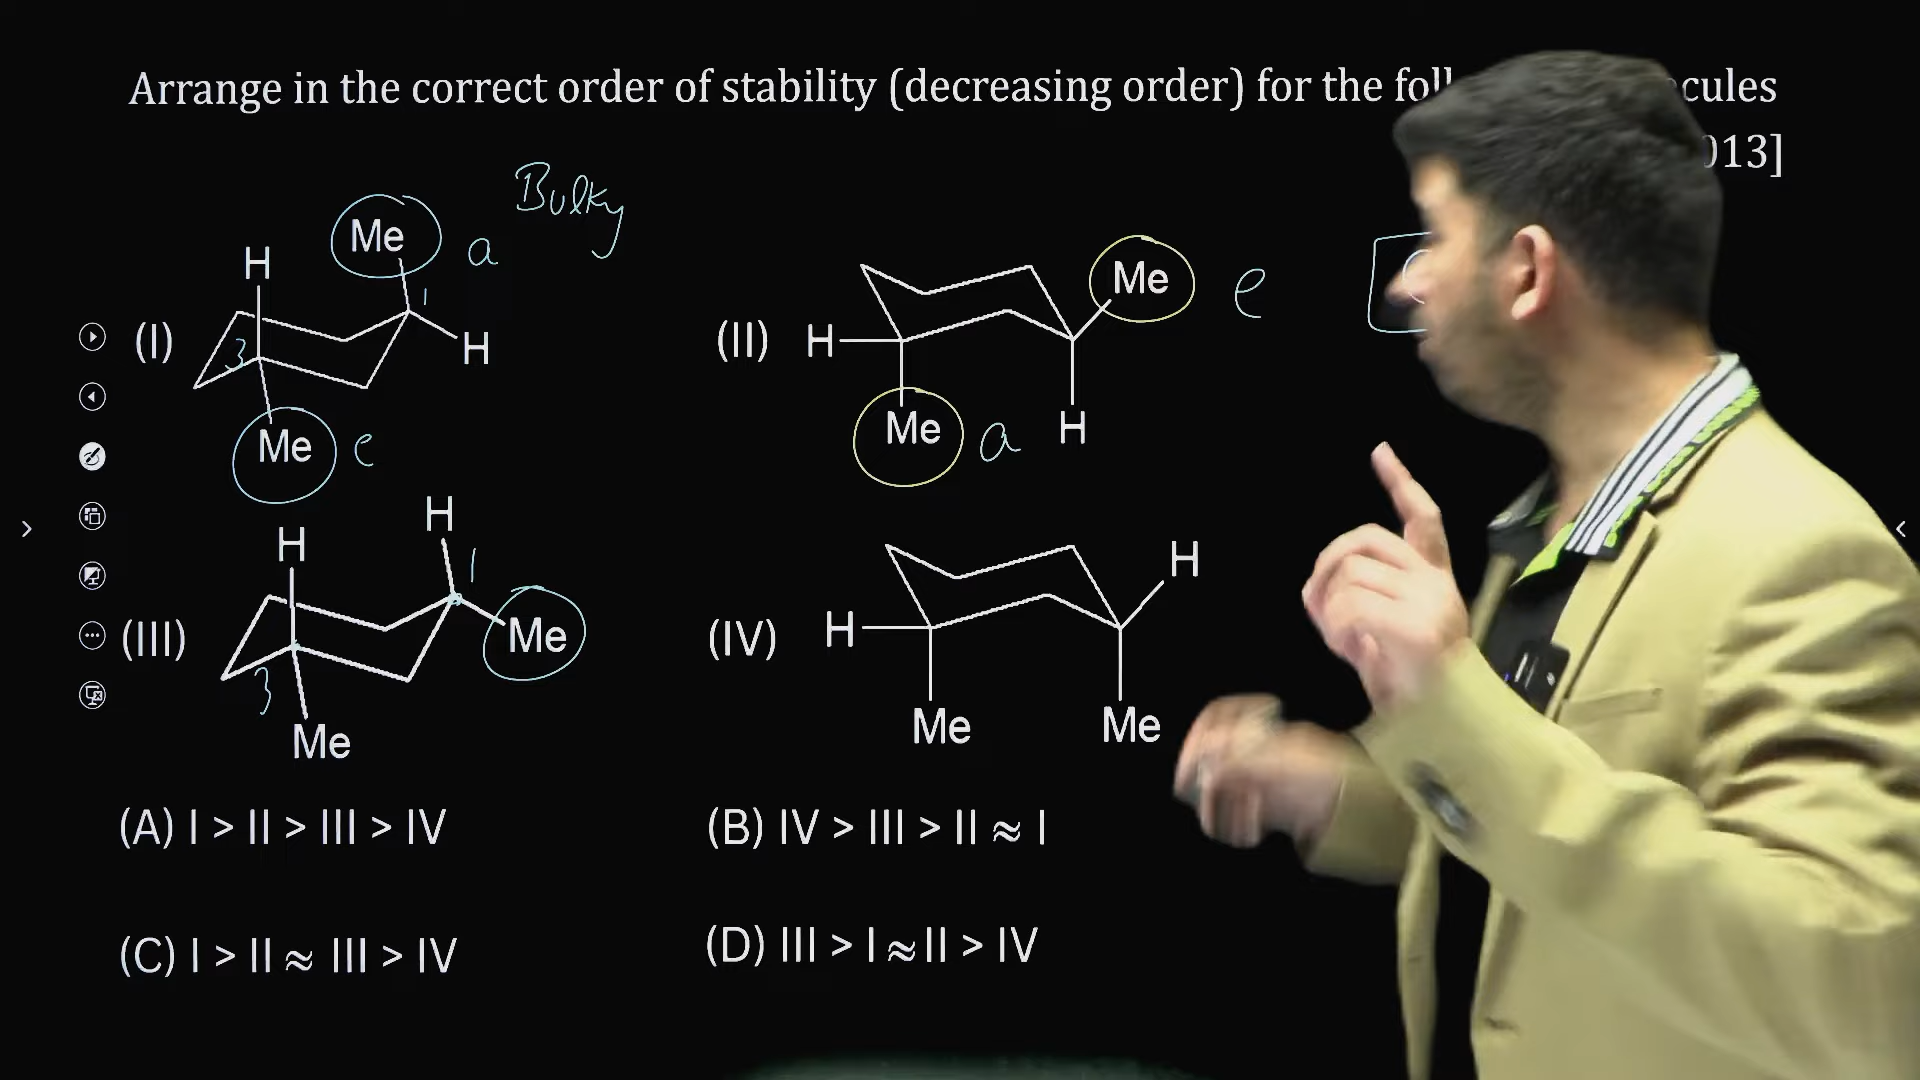 Arrange in the correct order of stability (decreasing order) for the
013]
Bulky
Me
a
H
1
(I)
3
H
Me
e
(II)
H
Me
e
Me
a
H
H
H
1
(III)
Me
3
Me
(IV)
H
H
Me
Me
(A) I > II > III > IV
(B) IV > III > II ≈ I
(C) I > II ≈ III > IV
(D) III > I ≈ II > IV